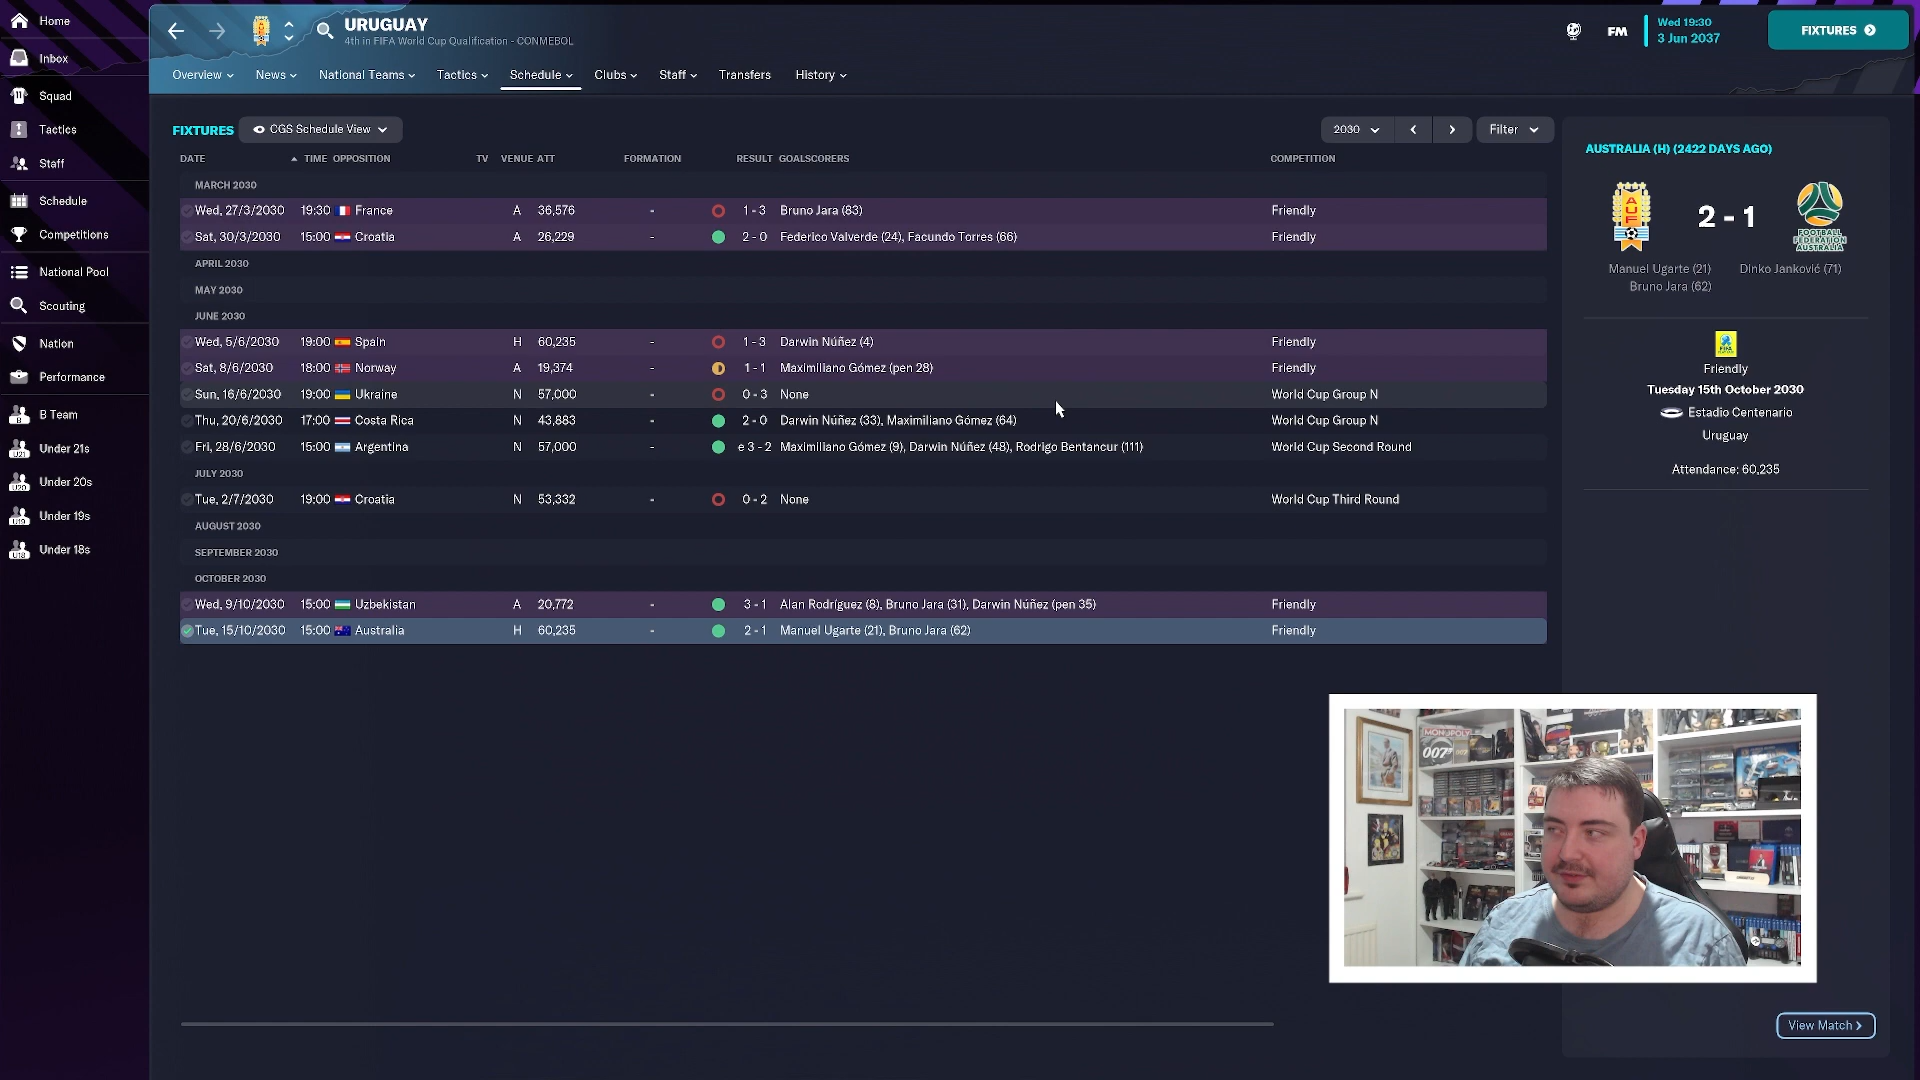 Home
Inbox
Squad
Tactics
Staff
Schedule
Competitions
National Pool
Scouting
Nation
Performance
B Team
Under 21s
Under 20s
Under 19s
Under 18s
URUGUAY
4th in FIFA World Cup Qualification - CONMEBOL
FM
Wed 19:30
3 Jun 2037
FIXTURES
Overview News National Teams Tactics Schedule Clubs Staff Transfers History
FIXTURES CGS Schedule View 2030 Filter
DATE TIME OPPOSITION TV VENUE ATT FORMATION RESULT GOALSCORERS COMPETITION
MARCH 2030
Wed, 27/3/2030 19:30 France A 36,576 - 1 - 3 Bruno Jara (83) Friendly
Sat, 30/3/2030 15:00 Croatia A 26,229 - 2 - 0 Federico Valverde (24), Facundo Torres (66) Friendly
APRIL 2030
MAY 2030
JUNE 2030
Wed, 5/6/2030 19:00 Spain H 60,235 - 1 - 3 Darwin Núñez (4) Friendly
Sat, 8/6/2030 18:00 Norway A 19,374 - 1 - 1 Maximiliano Gómez (pen 28) Friendly
Sun, 16/6/2030 19:00 Ukraine N 57,000 - 0 - 3 None World Cup Group N
Thu, 20/6/2030 17:00 Costa Rica N 43,883 - 2 - 0 Darwin Núñez (33), Maximiliano Gómez (64) World Cup Group N
Fri, 28/6/2030 15:00 Argentina N 57,000 - e 3 - 2 Maximiliano Gómez (9), Darwin Núñez (48), Rodrigo Bentancur (111) World Cup Second Round
JULY 2030
Tue, 2/7/2030 19:00 Croatia N 53,332 - 0 - 2 None World Cup Third Round
AUGUST 2030
SEPTEMBER 2030
OCTOBER 2030
Wed, 9/10/2030 15:00 Uzbekistan A 20,772 - 3 - 1 Alan Rodríguez (8), Bruno Jara (31), Darwin Núñez (pen 35) Friendly
Tue, 15/10/2030 15:00 Australia H 60,235 - 2 - 1 Manuel Ugarte (21), Bruno Jara (62) Friendly
AUSTRALIA (H) (2422 DAYS AGO)
AUF
2 - 1
FOOTBALL
FEDERATION
AUSTRALIA
Manuel Ugarte (21) Dinko Janković (71)
Bruno Jara (62)
FIFA
Friendly
Tuesday 15th October 2030
Estadio Centenario
Uruguay
Attendance: 60,235
MONOPOLY
007
View Match